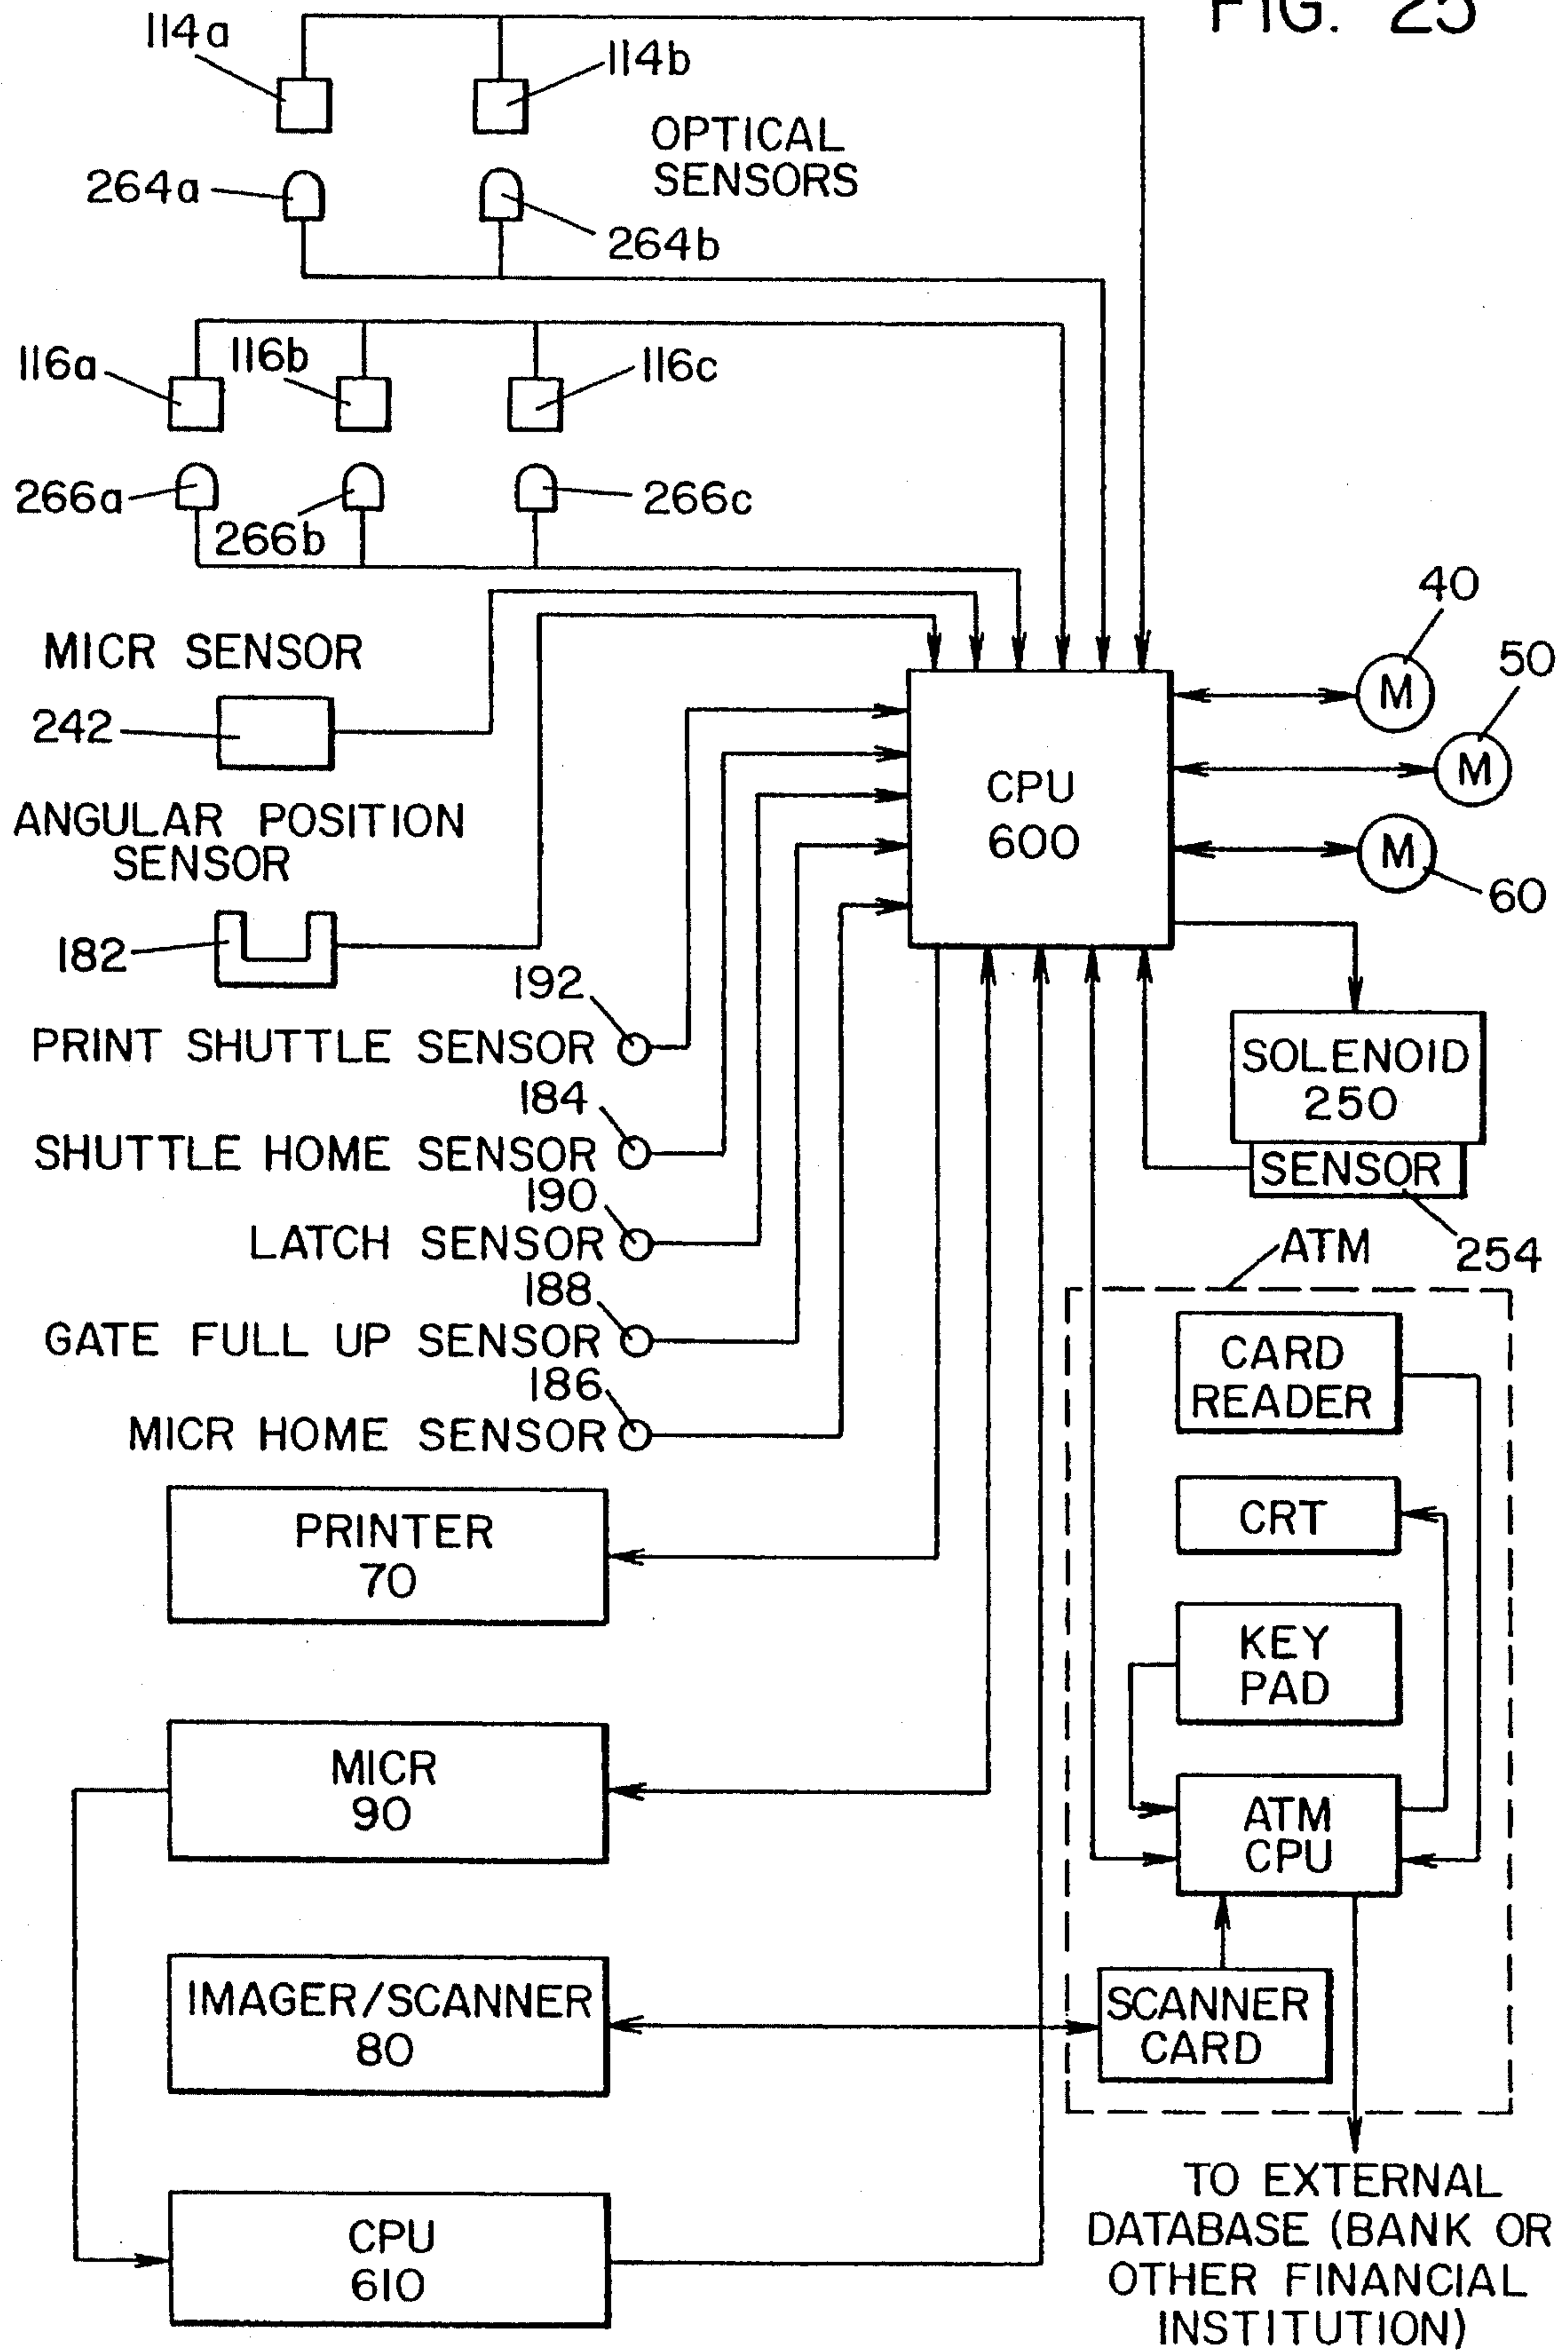 FIG. 25
114a
114b
OPTICAL
SENSORS
264a
264b
116a
116b
116c
266a
266b
266c
MICR SENSOR
242
ANGULAR POSITION
SENSOR
182
192
PRINT SHUTTLE SENSOR
184
SHUTTLE HOME SENSOR
190
LATCH SENSOR
188
GATE FULL UP SENSOR
186
MICR HOME SENSOR
CPU
600
40
M
50
M
M
60
SOLENOID
250
SENSOR
254
ATM
CARD
READER
CRT
KEY
PAD
ATM
CPU
SCANNER
CARD
PRINTER
70
MICR
90
IMAGER/SCANNER
80
CPU
610
TO EXTERNAL
DATABASE (BANK OR
OTHER FINANCIAL
INSTITUTION)